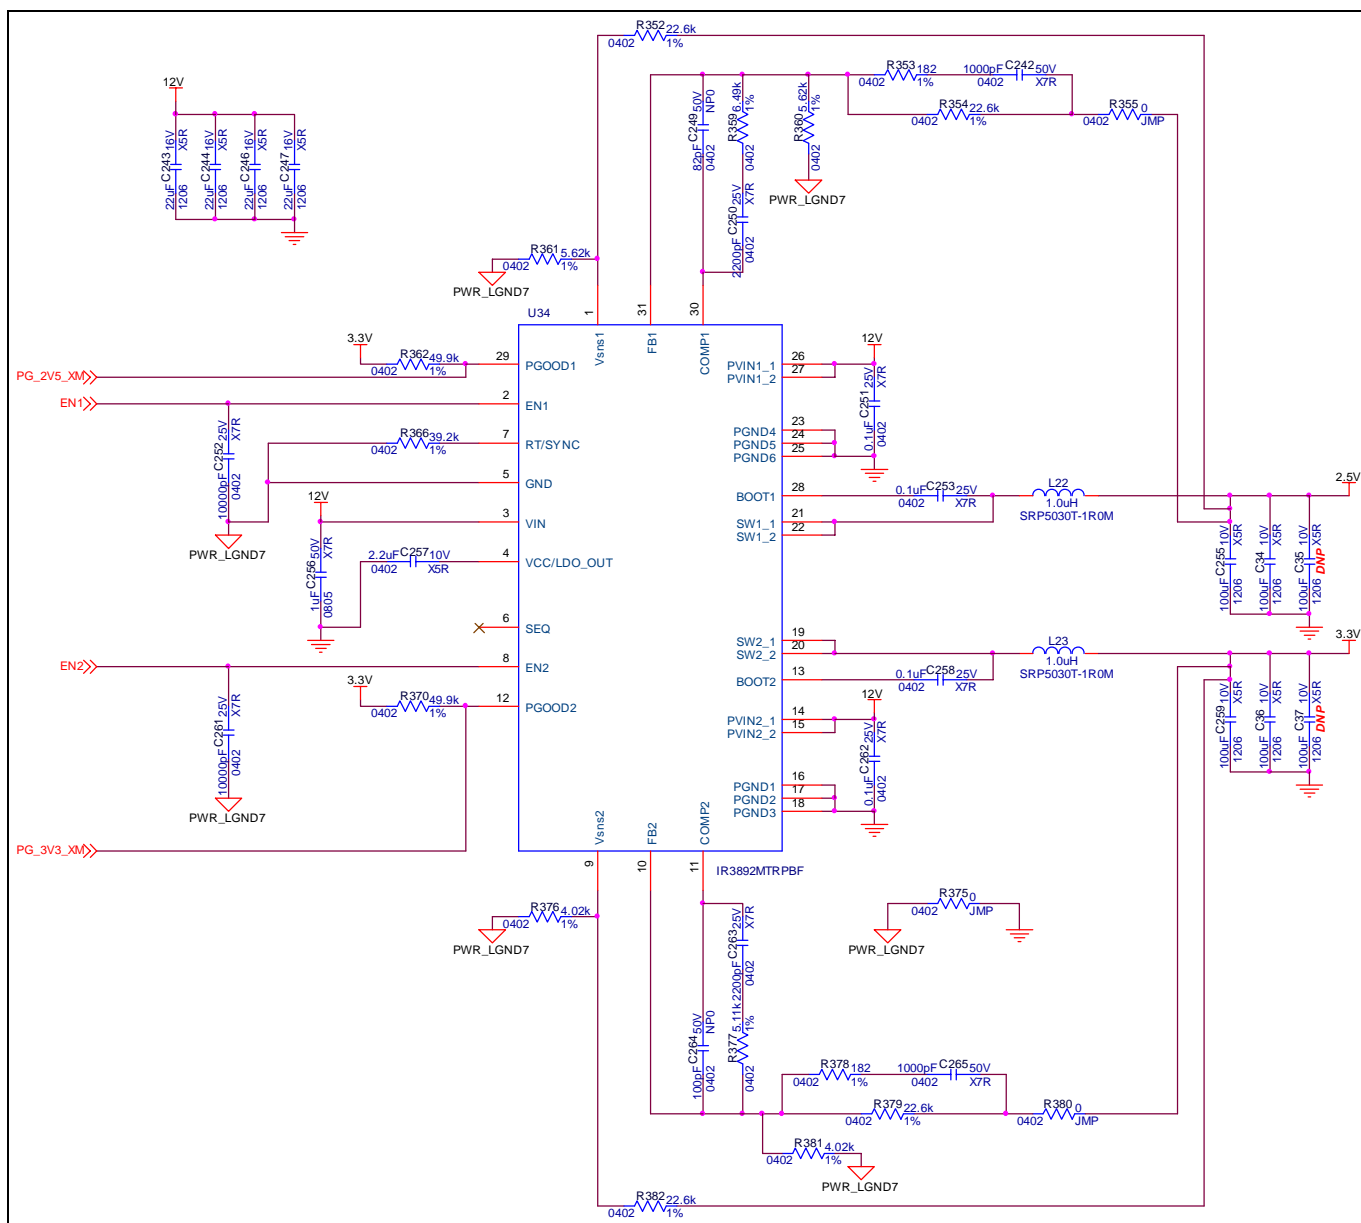 R352 22.6k
0402 1%
R353 182
0402 1%
1000pF C242 50V
0402 X7R
R354 22.6k
0402 1%
R355 0
0402 JMP
12V
22uF C243 16V
1206 X5R
22uF C244 16V
1206 X5R
22uF C246 16V
1206 X5R
22uF C247 16V
1206 X5R
82pF C249 50V
0402 NP0
R359 6.49k
0402 1%
2200pF C250 25V
0402 X7R
R360 5.62k
0402 1%
PWR_LGND7
R361 5.62k
0402 1%
PWR_LGND7
U34
1
31
30
Vsns1
FB1
COMP1
3.3V
R362 49.9k
0402 1%
29
PGOOD1
PG_2V5_XM
EN1
2
EN1
10000pF C252 25V
0402 X7R
R366 39.2k
0402 1%
7
RT/SYNC
5
GND
PWR_LGND7
12V
3
VIN
1uF C256 50V
0805 X7R
2.2uF C257 10V
0402 X5R
4
VCC/LDO_OUT
6
SEQ
EN2
8
EN2
10000pF C261 25V
0402 X7R
PWR_LGND7
3.3V
R370 49.9k
0402 1%
12
PGOOD2
PG_3V3_XM
12V
PVIN1_1
26
PVIN1_2
27
0.1uF C251 25V
0402 X7R
PGND4
23
PGND5
24
PGND6
25
BOOT1
28
0.1uF C253 25V
0402 X7R
SW1_1
21
SW1_2
22
L22
1.0uH
SRP5030T-1R0M
2.5V
100uF C255 10V
1206 X5R
100uF C34 10V
1206 X5R
100uF C35 10V
1206 X5R
DNP
SW2_1
19
SW2_2
20
L23
1.0uH
SRP5030T-1R0M
3.3V
BOOT2
13
0.1uF C258 25V
0402 X7R
12V
PVIN2_1
14
PVIN2_2
15
0.1uF C262 25V
0402 X7R
PGND1
16
PGND2
17
PGND3
18
100uF C259 10V
1206 X5R
100uF C36 10V
1206 X5R
100uF C37 10V
1206 X5R
DNP
Vsns2
FB2
COMP2
9
10
11
IR3892MTRPBF
R375 0
0402 JMP
PWR_LGND7
R376 4.02k
0402 1%
PWR_LGND7
2200pF C263 25V
0402 X7R
R377 5.11k
0402 1%
100pF C264 50V
0402 NP0
R378 182
0402 1%
1000pF C265 50V
0402 X7R
R379 22.6k
0402 1%
R380 0
0402 JMP
R381 4.02k
0402 1%
PWR_LGND7
R382 22.6k
0402 1%